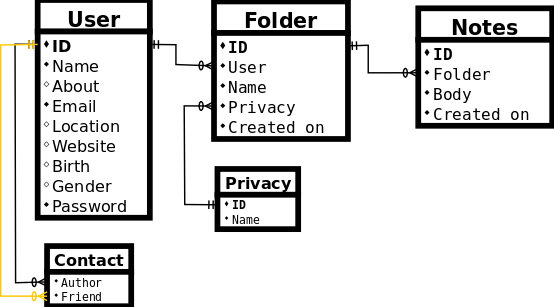 User
ID
Name
About
Email
Location
Website
Birth
Gender
Password
Folder
ID
User
Name
Privacy
Created on
Notes
ID
Folder
Body
Created on
Privacy
ID
Name
Contact
Author
Friend